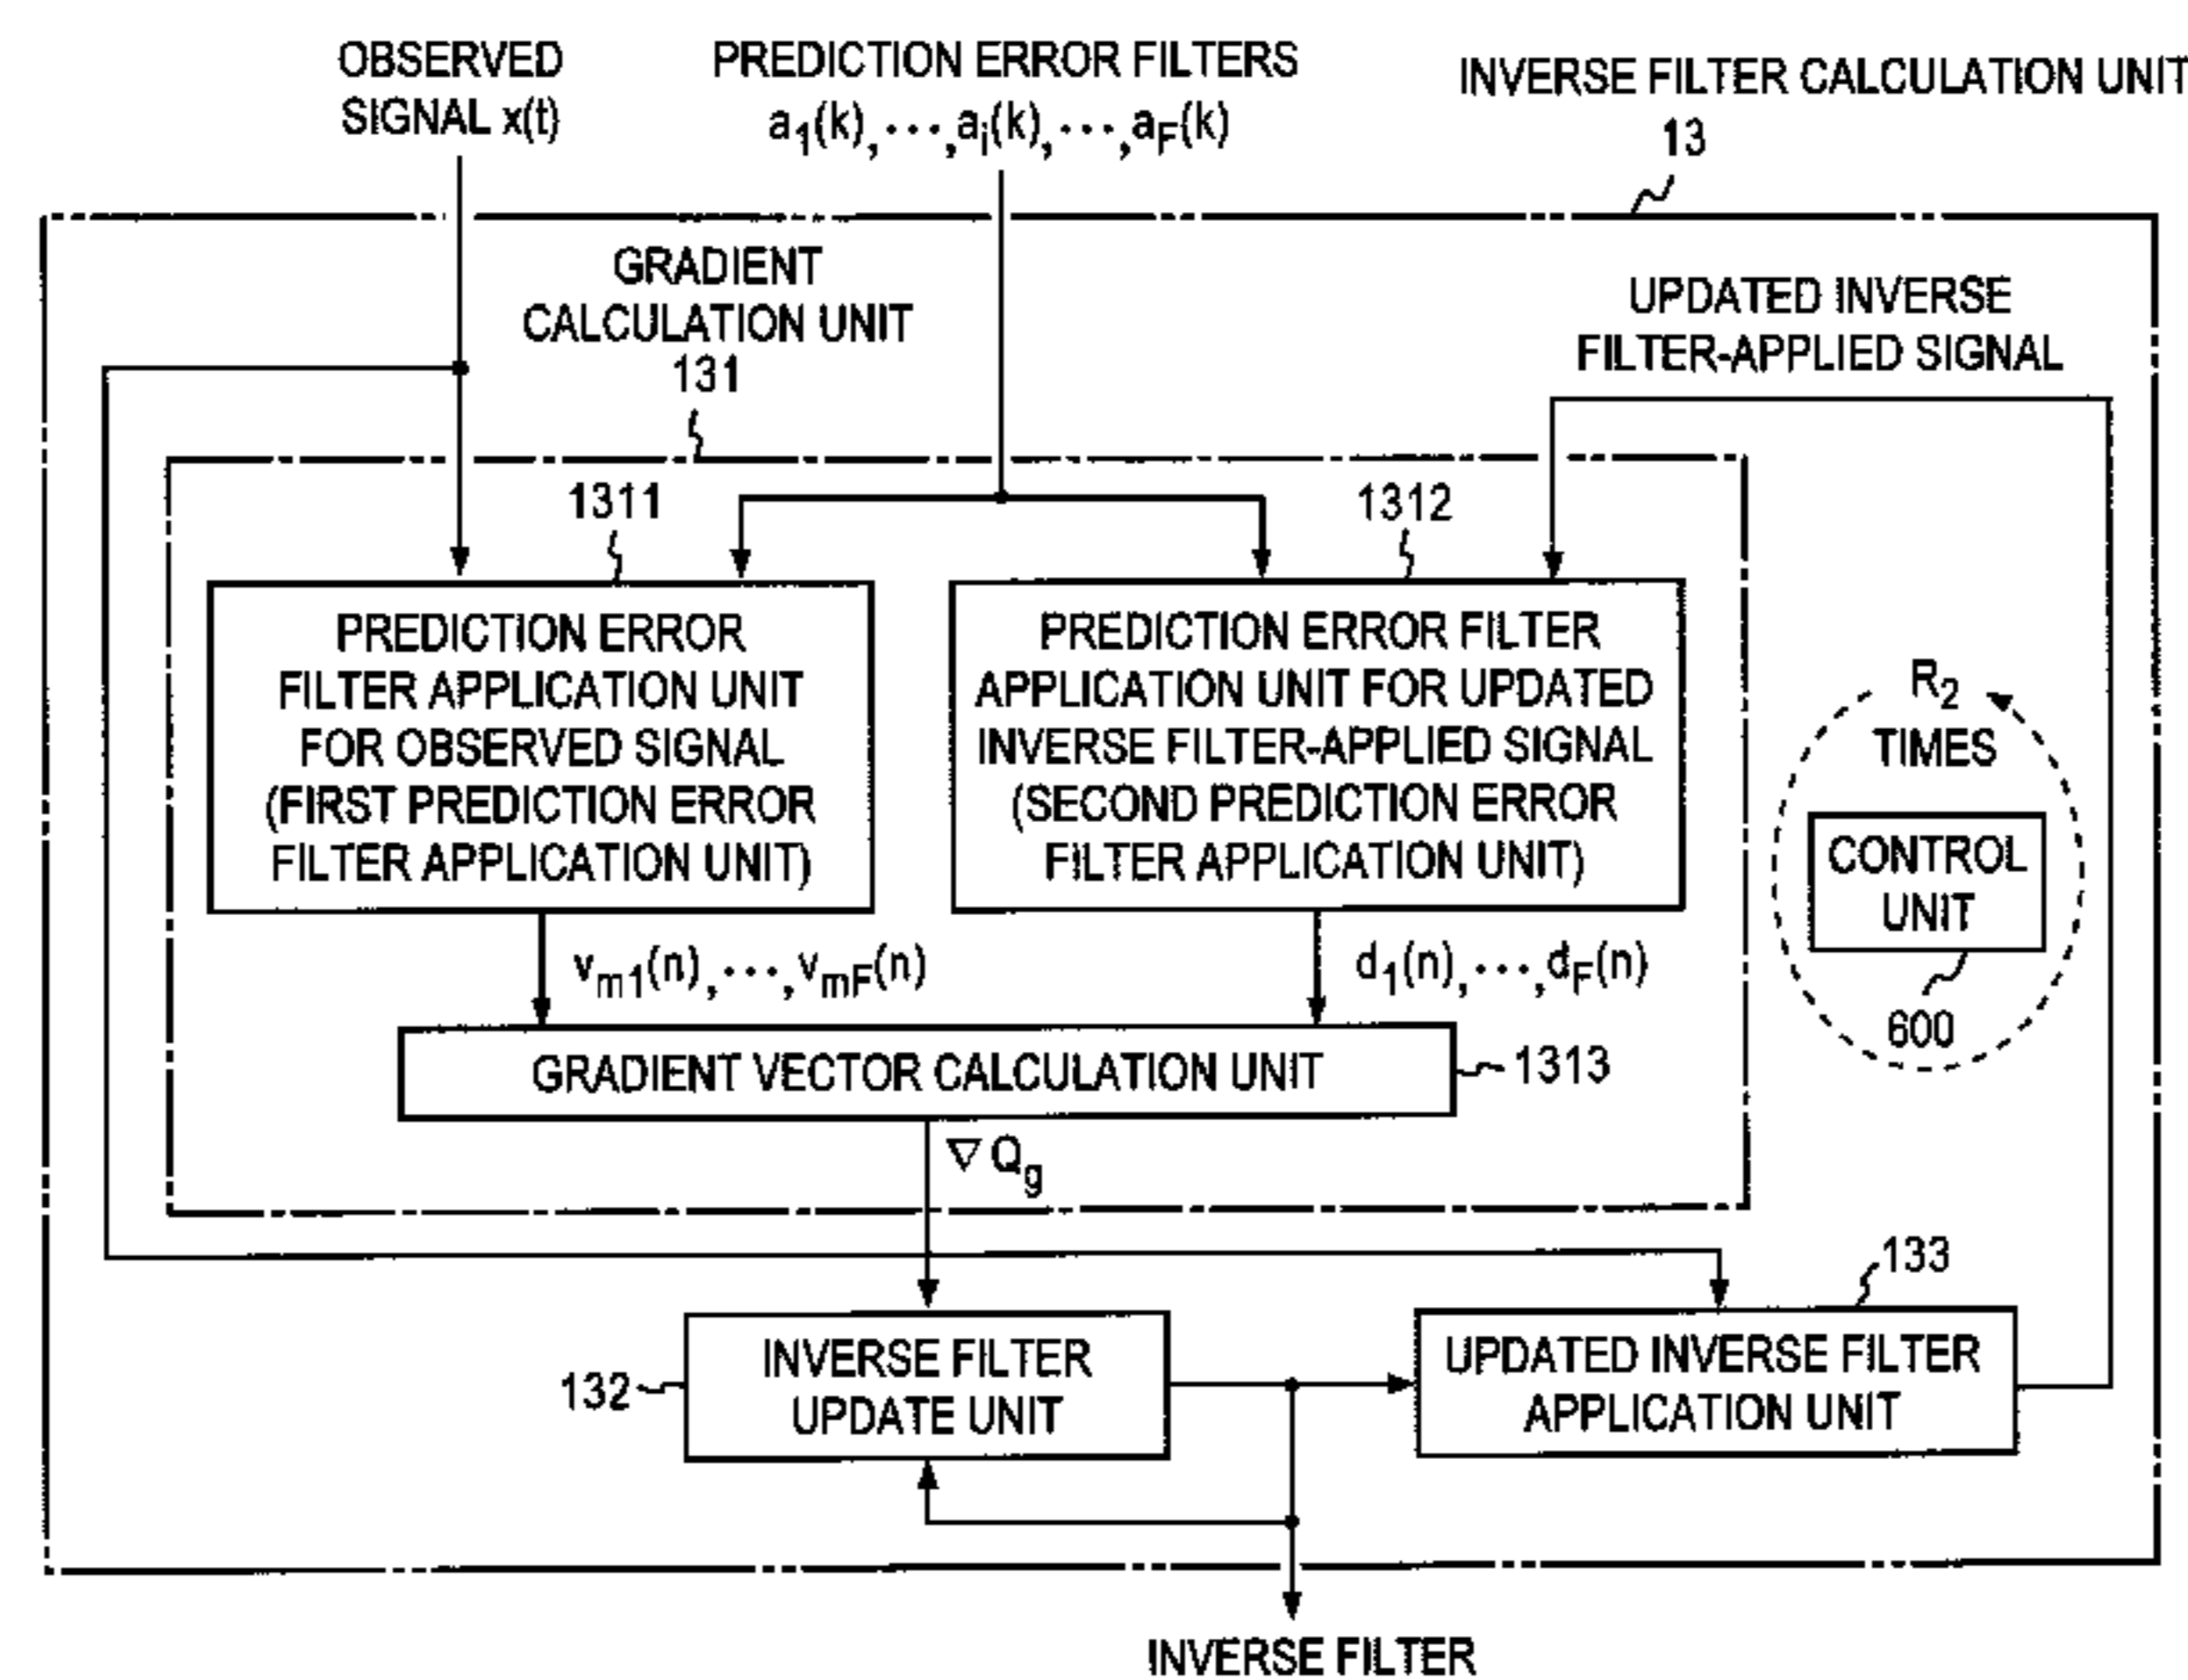 OBSERVED
SIGNAL x(t)
PREDICTION ERROR FILTERS
a1(k), ···, ai(k), ···, aF(k)
INVERSE FILTER CALCULATION UNIT
13
GRADIENT
CALCULATION UNIT
131
UPDATED INVERSE
FILTER-APPLIED SIGNAL
1311
1312
PREDICTION ERROR
FILTER APPLICATION UNIT
FOR OBSERVED SIGNAL
(FIRST PREDICTION ERROR
FILTER APPLICATION UNIT)
PREDICTION ERROR FILTER
APPLICATION UNIT FOR UPDATED
INVERSE FILTER-APPLIED SIGNAL
(SECOND PREDICTION ERROR
FILTER APPLICATION UNIT)
R2
TIMES
CONTROL
UNIT
600
vm1(n), ···, vmF(n)
d1(n), ···, dF(n)
GRADIENT VECTOR CALCULATION UNIT
1313
▽Qg
133
132
INVERSE FILTER
UPDATE UNIT
UPDATED INVERSE FILTER
APPLICATION UNIT
INVERSE FILTER